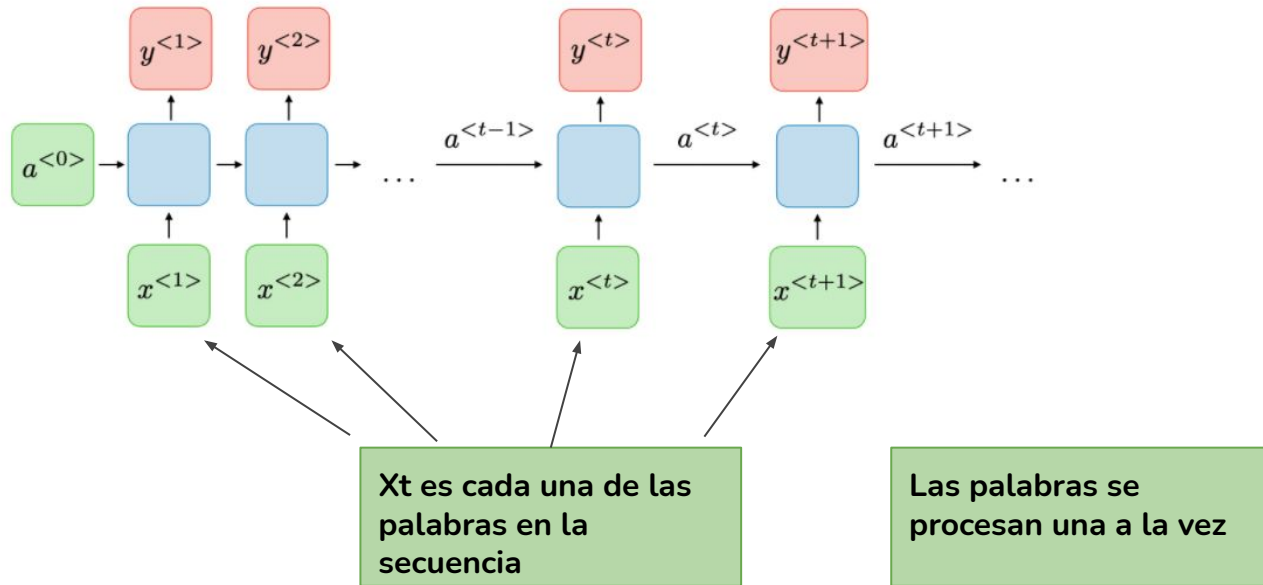 y^{<1>} y^{<2>} y^{<t>} y^{<t+1>}
a^{<0>} ... a^{<t-1>} a^{<t>} a^{<t+1>} ...
x^{<1>} x^{<2>} x^{<t>} x^{<t+1>}
Xt es cada una de las
palabras en la
secuencia
Las palabras se
procesan una a la vez